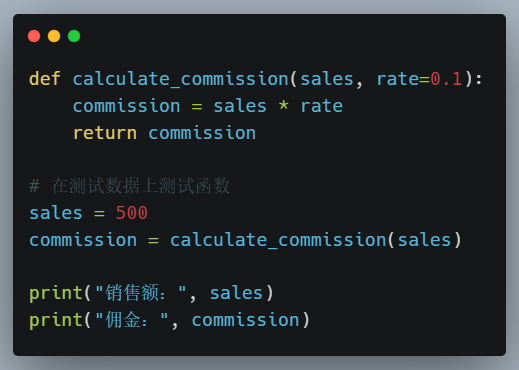 def calculate_commission(sales, rate=0.1):
    commission = sales * rate
    return commission

# 在测试数据上测试函数
sales = 500
commission = calculate_commission(sales)

print("销售额：", sales)
print("佣金：", commission)